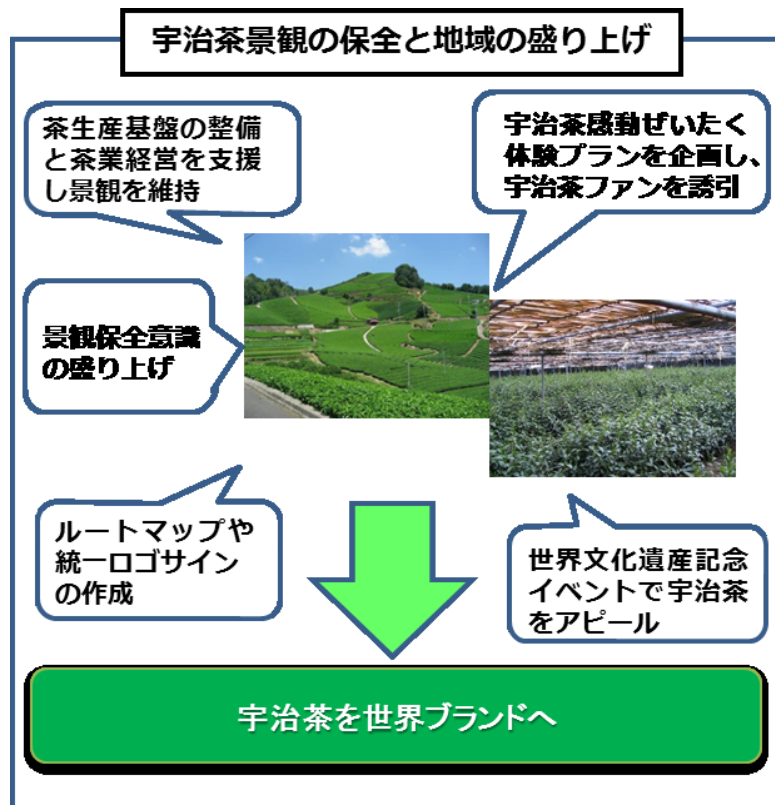 宇治茶景観の保全と地域の盛り上げ
茶生産基盤の整備
と茶業経営を支援
し景観を維持
宇治茶感動ぜいたく
体験プランを企画し、
宇治茶ファンを誘引
景観保全意識
の盛り上げ
ルートマップや
統一ロゴサイン
の作成
世界文化遺産記念
イベントで宇治茶
をアピール
宇治茶を世界ブランドへ